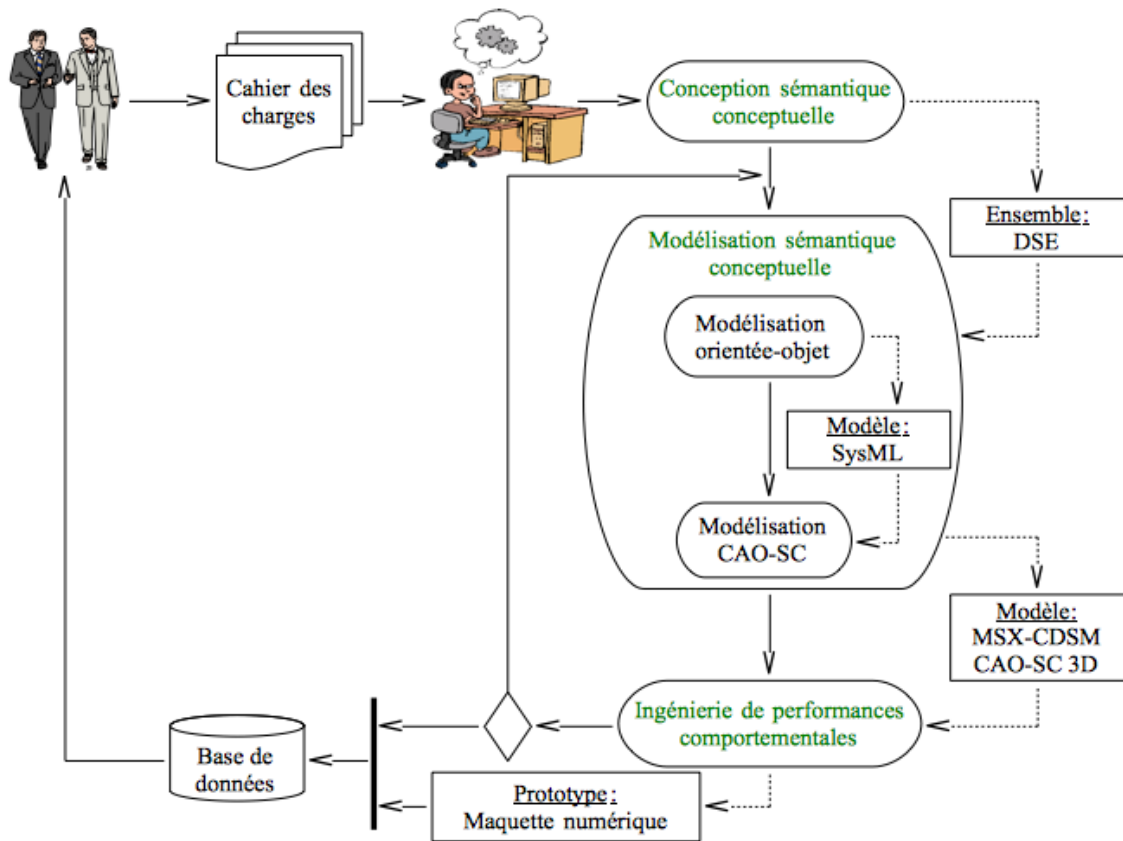 Cahier des
charges
Conception sémantique
conceptuelle
Ensemble:
DSE
Modélisation sémantique
conceptuelle
Modélisation
orientée-objet
Modèle:
SysML
Modélisation
CAO-SC
Modèle:
MSX-CDSM
CAO-SC 3D
Ingénierie de performances
comportementales
Base de
données
Prototype:
Maquette numérique